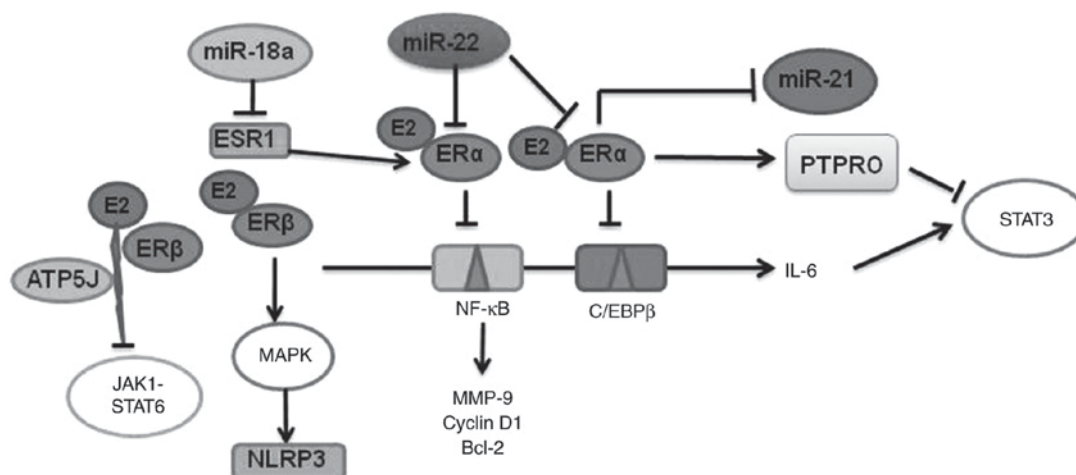 miR-18a
miR-22
miR-21
E2
ESR1
ERα
E2
ERα
PTPRO
E2
ERβ
STAT3
E2
ERβ
ATP5J
IL-6
NF-κB
C/EBPβ
MAPK
JAK1-
STAT6
MMP-9
Cyclin D1
Bcl-2
NLRP3